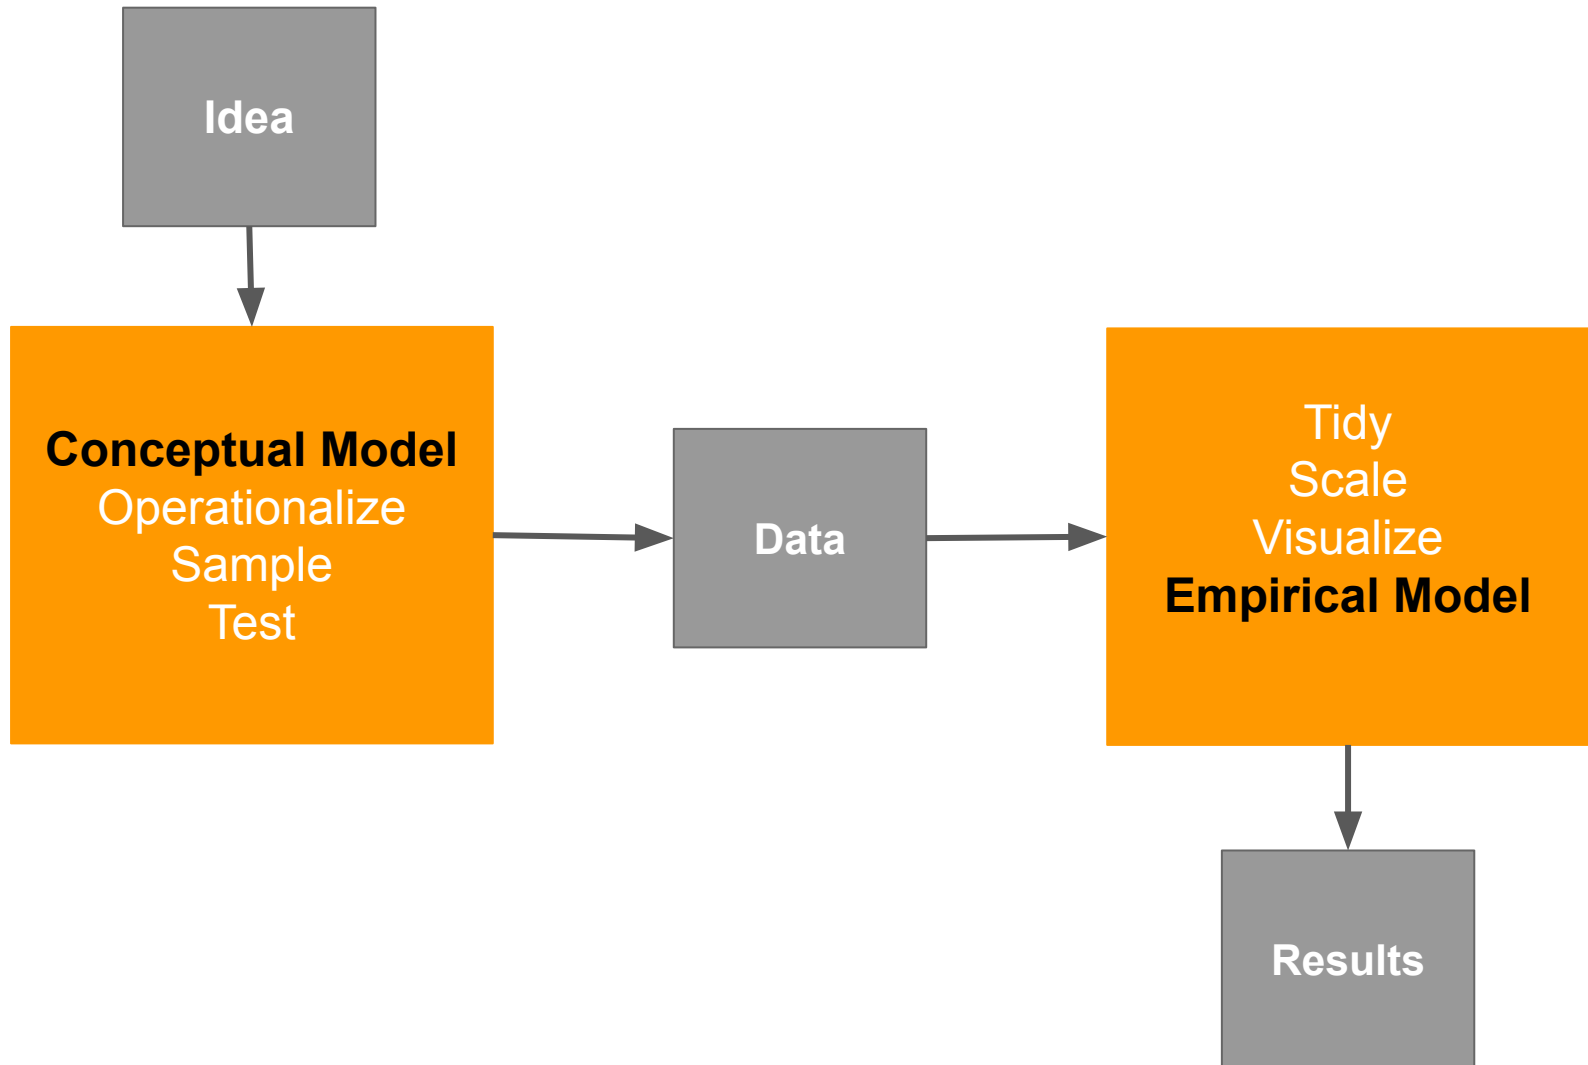 Idea
Conceptual Model
Operationalize
Sample
Test
Data
Tidy
Scale
Visualize
Empirical Model
Results